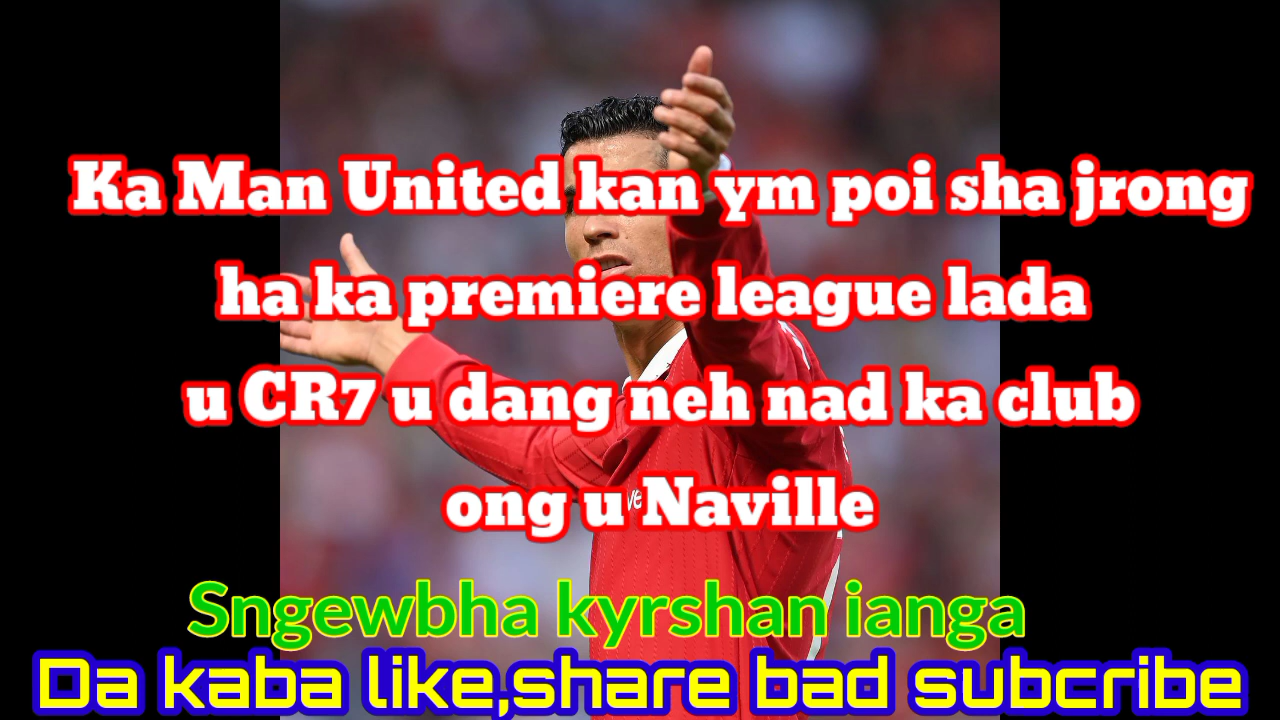 Ka Man United kan ym poi sha jrong
ha ka premiere league lada
u CR7 u dang neh nad ka club
ong u Naville
Sngewbha kyrshan ianga
Da kaba like,share bad subcribe